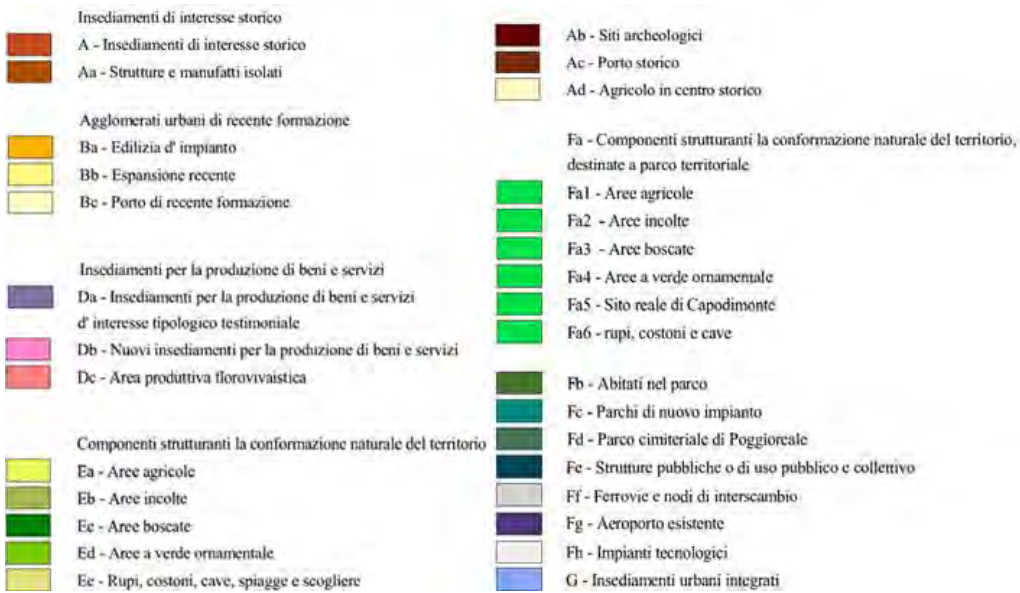 Insediamenti di interesse storico
A - Insediamenti di interesse storico
Aa - Strutture e manufatti isolati
Agglomerati urbani di recente formazione
Ba - Edilizia d' impianto
Bb - Espansione recente
Bc - Porto di recente formazione
Insediamenti per la produzione di beni e servizi
Da - Insediamenti per la produzione di beni e servizi
d' interesse tipologico testimoniale
Db - Nuovi insediamenti per la produzione di beni e servizi
Dc - Area produttiva florovivaistica
Componenti strutturanti la conformazione naturale del territorio
Ea - Aree agricole
Eb - Aree incolte
Ec - Aree boscate
Ed - Aree a verde ornamentale
Ee - Rupi, costoni, cave, spiagge e scogliere
Ab - Siti archeologici
Ac - Porto storico
Ad - Agricolo in centro storico
Fa - Componenti strutturanti la conformazione naturale del territorio,
destinate a parco territoriale
Fa1 - Aree agricole
Fa2 - Aree incolte
Fa3 - Aree boscate
Fa4 - Aree a verde ornamentale
Fa5 - Sito reale di Capodimonte
Fa6 - rupi, costoni e cave
Fb - Abitati nel parco
Fc - Parchi di nuovo impianto
Fd - Parco cimiteriale di Poggioreale
Fe - Strutture pubbliche o di uso pubblico e collettivo
Ff - Ferrovie e nodi di interscambio
Fg - Aeroporto esistente
Fh - Impianti tecnologici
G - Insediamenti urbani integrati